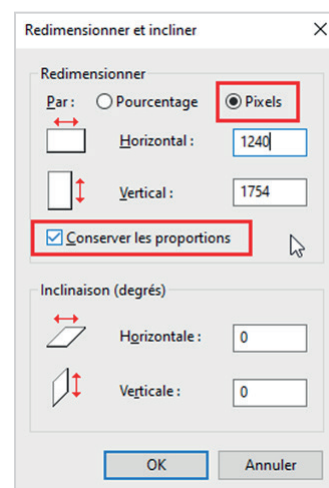 Redimensionner et incliner
Redimensionner
Par : Pourcentage Pixels
Horizontal : 1240
Vertical : 1754
Conserver les proportions
Inclinaison (degrés)
Horizontale : 0
Verticale : 0
OK Annuler